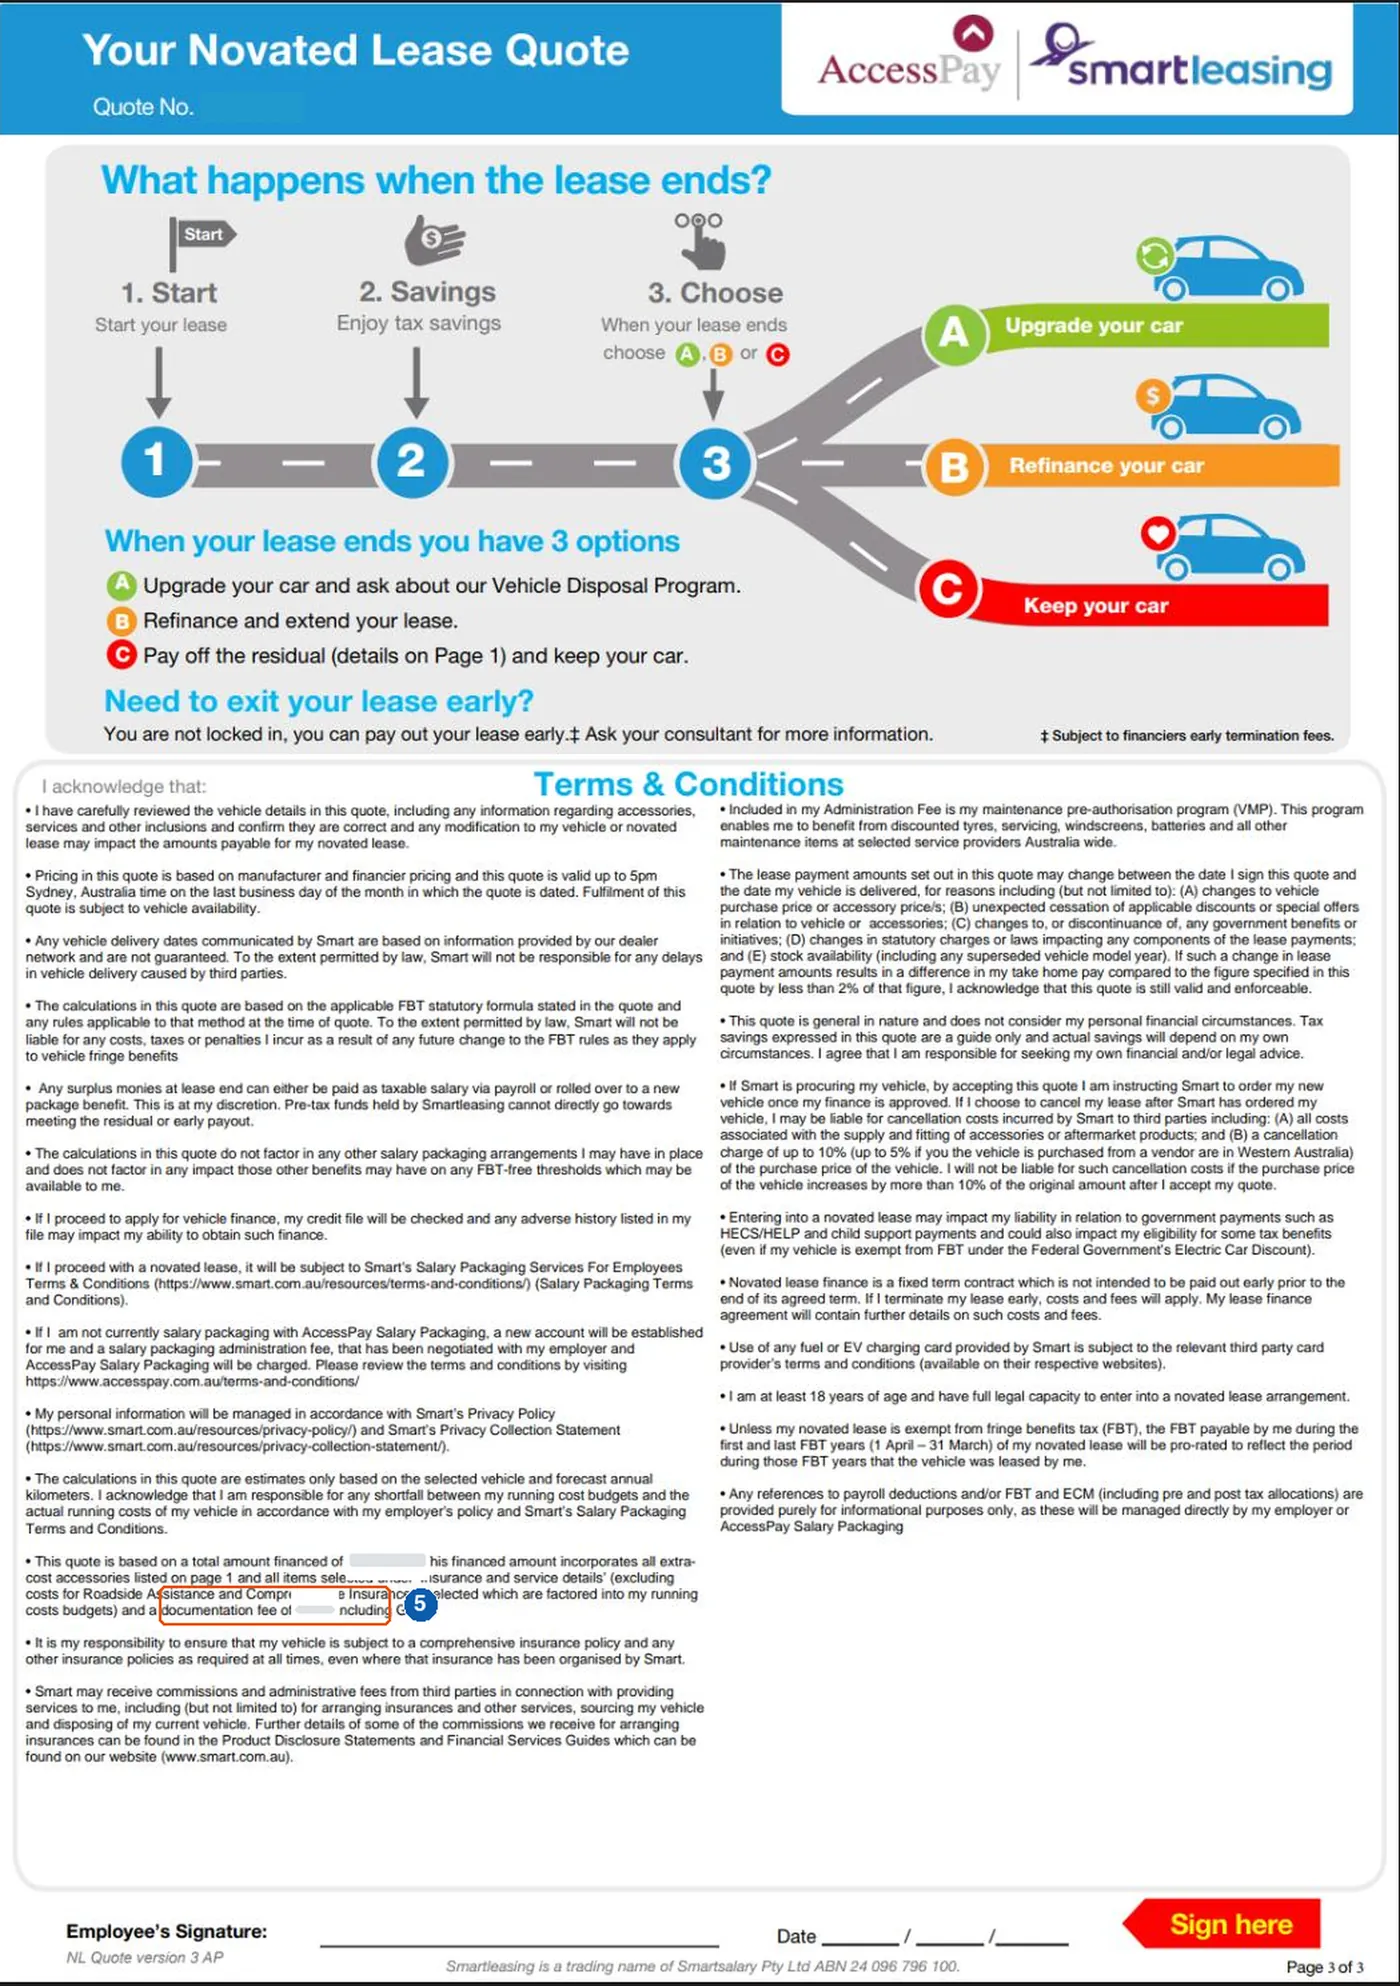 Your Novated Lease Quote
Quote No.
AccessPay
smartleasing
What happens when the lease ends?
Start
1. Start
Start your lease
2. Savings
Enjoy tax savings
3. Choose
When your lease ends
choose A, B or C
1
2
3
A Upgrade your car
B Refinance your car
C Keep your car
When your lease ends you have 3 options
A Upgrade your car and ask about our Vehicle Disposal Program.
B Refinance and extend your lease.
C Pay off the residual (details on Page 1) and keep your car.
Need to exit your lease early?
You are not locked in, you can pay out your lease early.‡ Ask your consultant for more information.
‡ Subject to financiers early termination fees.
Terms & Conditions
I acknowledge that:
• I have carefully reviewed the vehicle details in this quote, including any information regarding accessories,
services and other inclusions and confirm they are correct and any modification to my vehicle or novated
lease may impact the amounts payable for my novated lease.
• Pricing in this quote is based on manufacturer and financier pricing and this quote is valid up to 5pm
Sydney, Australia time on the last business day of the month in which the quote is dated. Fulfilment of this
quote is subject to vehicle availability.
• Any vehicle delivery dates communicated by Smart are based on information provided by our dealer
network and are not guaranteed. To the extent permitted by law, Smart will not be responsible for any delays
in vehicle delivery caused by third parties.
• The calculations in this quote are based on the applicable FBT statutory formula stated in the quote and
any rules applicable to that method at the time of quote. To the extent permitted by law, Smart will not be
liable for any costs, taxes or penalties I incur as a result of any future change to the FBT rules as they apply
to vehicle fringe benefits
• Any surplus monies at lease end can either be paid as taxable salary via payroll or rolled over to a new
package benefit. This is at my discretion. Pre-tax funds held by Smartleasing cannot directly go towards
meeting the residual or early payout.
• The calculations in this quote do not factor in any other salary packaging arrangements I may have in place
and does not factor in any impact those other benefits may have on any FBT-free thresholds which may be
available to me.
• If I proceed to apply for vehicle finance, my credit file will be checked and any adverse history listed in my
file may impact my ability to obtain such finance.
• If I proceed with a novated lease, it will be subject to Smart's Salary Packaging Services For Employees
Terms & Conditions (https://www.smart.com.au/resources/terms-and-conditions/) (Salary Packaging Terms
and Conditions).
• If I am not currently salary packaging with AccessPay Salary Packaging, a new account will be established
for me and a salary packaging administration fee, that has been negotiated with my employer and
AccessPay Salary Packaging will be charged. Please review the terms and conditions by visiting
https://www.accesspay.com.au/terms-and-conditions/
• My personal information will be managed in accordance with Smart's Privacy Policy
(https://www.smart.com.au/resources/privacy-policy/) and Smart's Privacy Collection Statement
(https://www.smart.com.au/resources/privacy-collection-statement/).
• The calculations in this quote are estimates only based on the selected vehicle and forecast annual
kilometers. I acknowledge that I am responsible for any shortfall between my running cost budgets and the
actual running costs of my vehicle in accordance with my employer's policy and Smart's Salary Packaging
Terms and Conditions.
• This quote is based on a total amount financed of his financed amount incorporates all extra-
cost accessories listed on page 1 and all items surance and service details' (excluding
costs for Roadside Assistance and Compre e Insuranc elected which are factored into my running
costs budgets) and a documentation fee of ncluding G
5
• It is my responsibility to ensure that my vehicle is subject to a comprehensive insurance policy and any
other insurance policies as required at all times, even where that insurance has been organised by Smart.
• Smart may receive commissions and administrative fees from third parties in connection with providing
services to me, including (but not limited to) for arranging insurances and other services, sourcing my vehicle
and disposing of my current vehicle. Further details of some of the commissions we receive for arranging
insurances can be found in the Product Disclosure Statements and Financial Services Guides which can be
found on our website (www.smart.com.au).
• Included in my Administration Fee is my maintenance pre-authorisation program (VMP). This program
enables me to benefit from discounted tyres, servicing, windscreens, batteries and all other
maintenance items at selected service providers Australia wide.
• The lease payment amounts set out in this quote may change between the date I sign this quote and
the date my vehicle is delivered, for reasons including (but not limited to): (A) changes to vehicle
purchase price or accessory price/s; (B) unexpected cessation of applicable discounts or special offers
in relation to vehicle or accessories; (C) changes to, or discontinuance of, any government benefits or
initiatives; (D) changes in statutory charges or laws impacting any components of the lease payments;
and (E) stock availability (including any superseded vehicle model year). If such a change in lease
payment amounts results in a difference in my take home pay compared to the figure specified in this
quote by less than 2% of that figure, I acknowledge that this quote is still valid and enforceable.
• This quote is general in nature and does not consider my personal financial circumstances. Tax
savings expressed in this quote are a guide only and actual savings will depend on my own
circumstances. I agree that I am responsible for seeking my own financial and/or legal advice.
• If Smart is procuring my vehicle, by accepting this quote I am instructing Smart to order my new
vehicle once my finance is approved. If I choose to cancel my lease after Smart has ordered my
vehicle, I may be liable for cancellation costs incurred by Smart to third parties including: (A) all costs
associated with the supply and fitting of accessories or aftermarket products; and (B) a cancellation
charge of up to 10% (up to 5% if you the vehicle is purchased from a vendor are in Western Australia)
of the purchase price of the vehicle. I will not be liable for such cancellation costs if the purchase price
of the vehicle increases by more than 10% of the original amount after I accept my quote.
• Entering into a novated lease may impact my liability in relation to government payments such as
HECS/HELP and child support payments and could also impact my eligibility for some tax benefits
(even if my vehicle is exempt from FBT under the Federal Government's Electric Car Discount).
• Novated lease finance is a fixed term contract which is not intended to be paid out early prior to the
end of its agreed term. If I terminate my lease early, costs and fees will apply. My lease finance
agreement will contain further details on such costs and fees.
• Use of any fuel or EV charging card provided by Smart is subject to the relevant third party card
provider's terms and conditions (available on their respective websites).
• I am at least 18 years of age and have full legal capacity to enter into a novated lease arrangement.
• Unless my novated lease is exempt from fringe benefits tax (FBT), the FBT payable by me during the
first and last FBT years (1 April – 31 March) of my novated lease will be pro-rated to reflect the period
during those FBT years that the vehicle was leased by me.
• Any references to payroll deductions and/or FBT and ECM (including pre and post tax allocations) are
provided purely for informational purposes only, as these will be managed directly by my employer or
AccessPay Salary Packaging
Employee's Signature:
Date / /
Sign here
NL Quote version 3 AP
Smartleasing is a trading name of Smartsalary Pty Ltd ABN 24 096 796 100.
Page 3 of 3